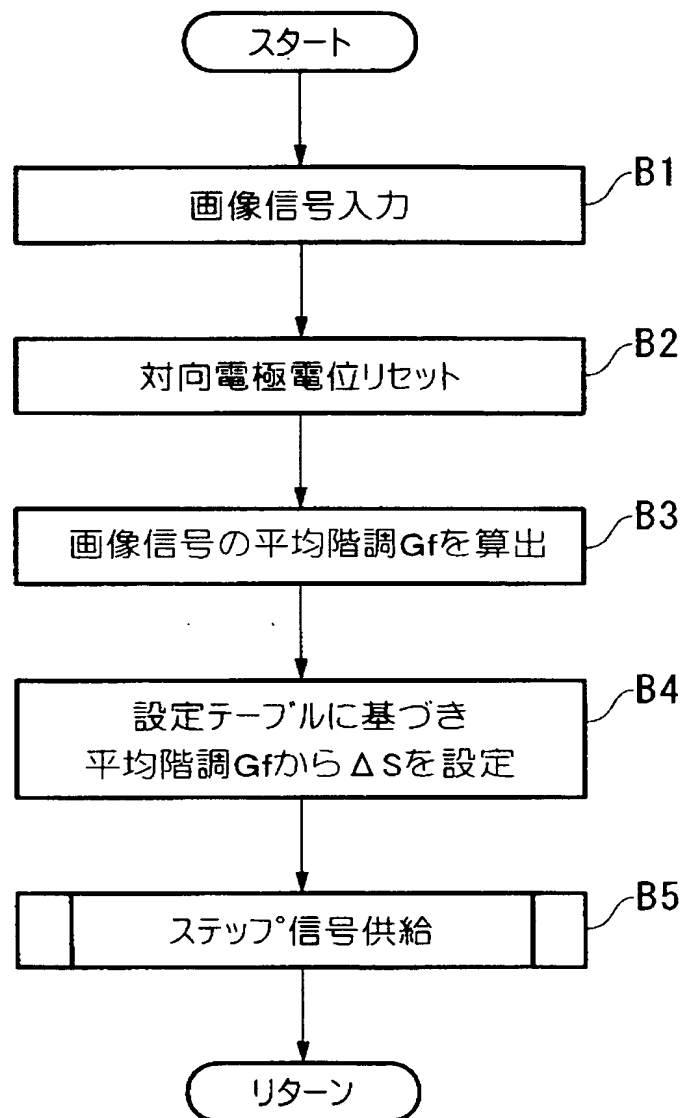 スタート
B1
画像信号入力
B2
対向電極電位リセット
B3
画像信号の平均階調Gfを算出
B4
設定テーブルに基づき
平均階調GfからΔSを設定
B5
ステップ信号供給
リターン